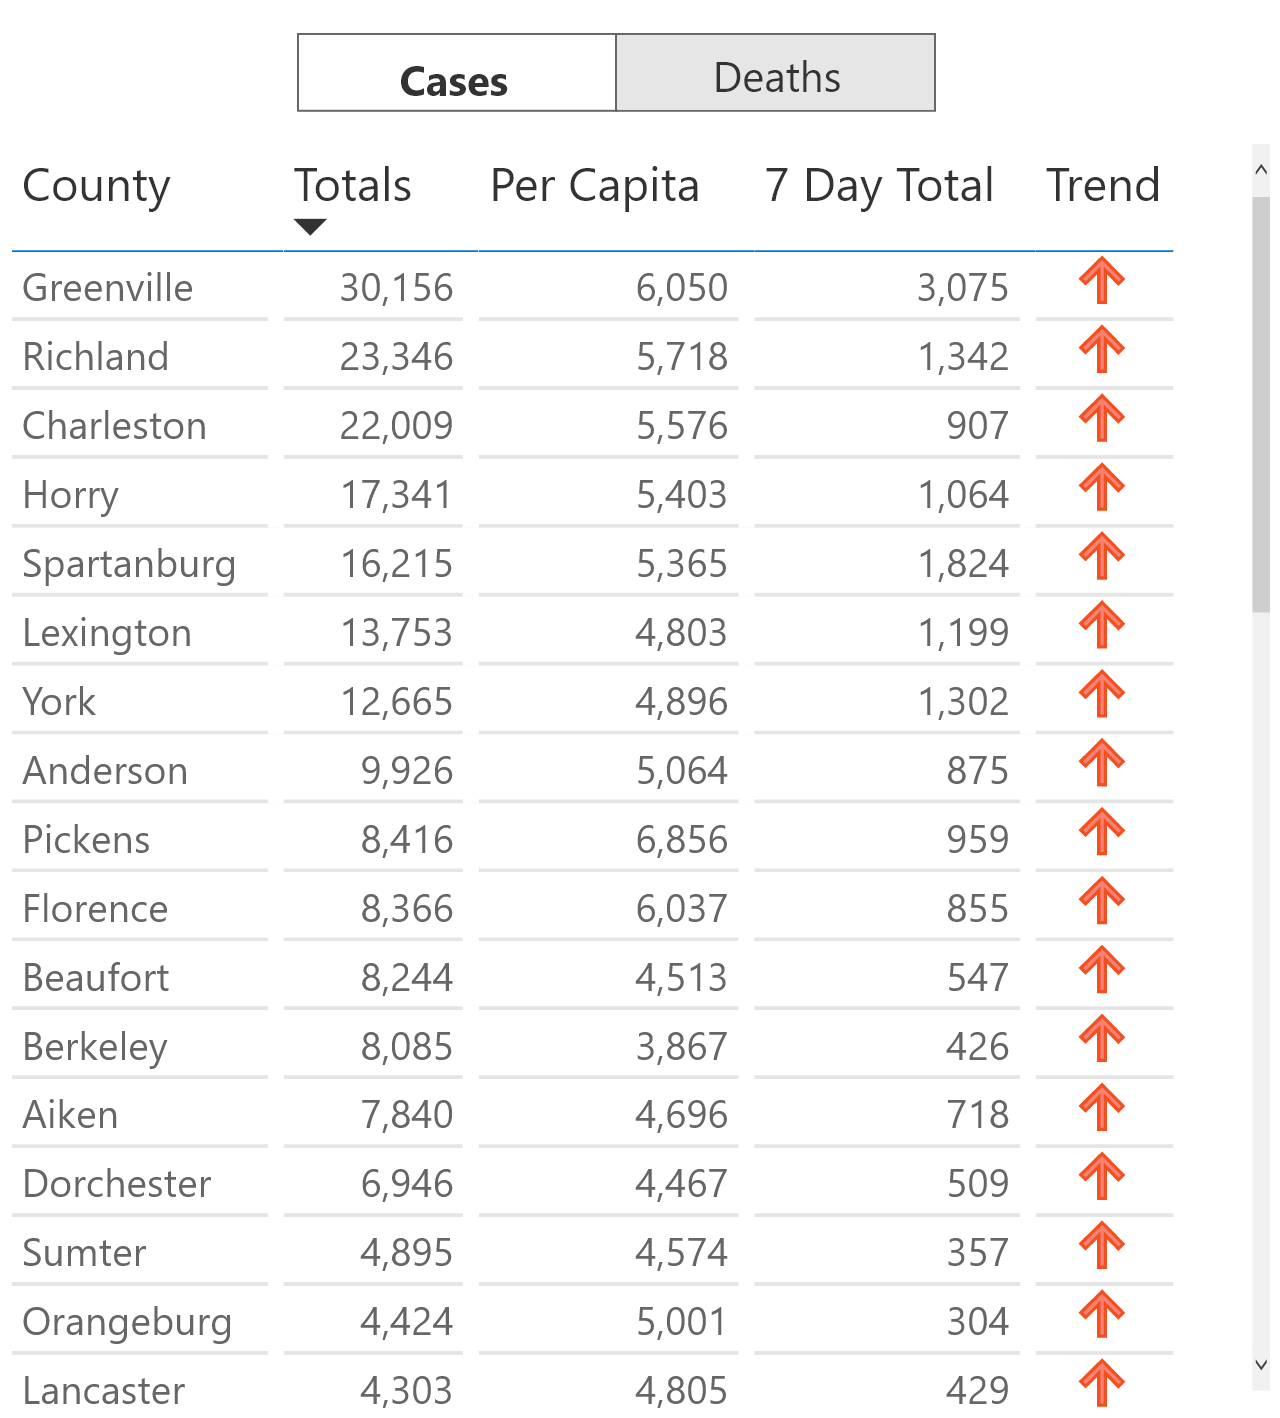 Cases Deaths
County Totals Per Capita 7 Day Total Trend
Greenville 30,156 6,050 3,075
Richland 23,346 5,718 1,342
Charleston 22,009 5,576 907
Horry 17,341 5,403 1,064
Spartanburg 16,215 5,365 1,824
Lexington 13,753 4,803 1,199
York 12,665 4,896 1,302
Anderson 9,926 5,064 875
Pickens 8,416 6,856 959
Florence 8,366 6,037 855
Beaufort 8,244 4,513 547
Berkeley 8,085 3,867 426
Aiken 7,840 4,696 718
Dorchester 6,946 4,467 509
Sumter 4,895 4,574 357
Orangeburg 4,424 5,001 304
Lancaster 4,303 4,805 429